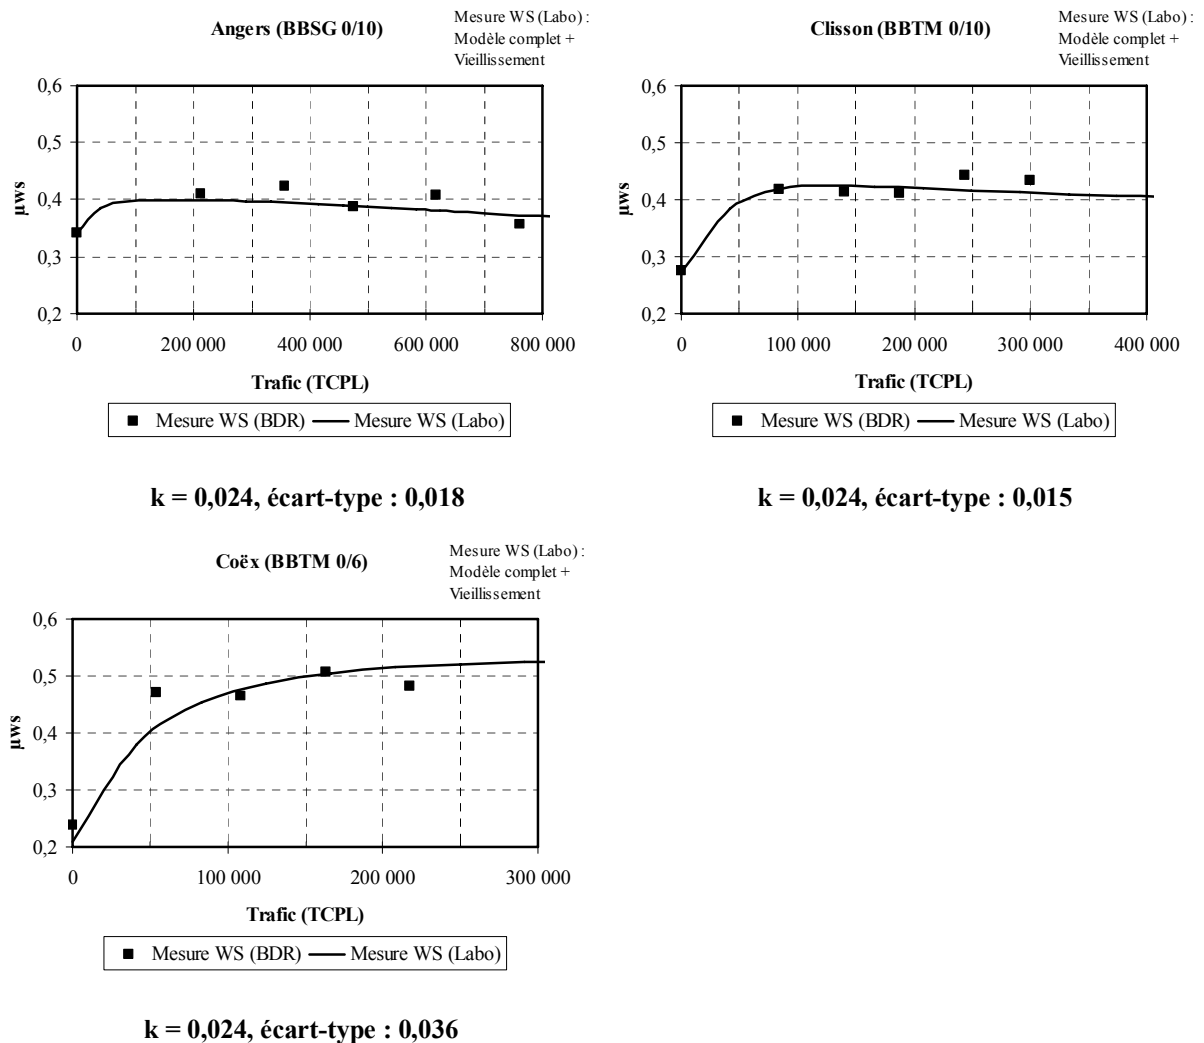 Angers (BBSG 0/10)
Mesure WS (Labo) :
Modèle complet +
Vieillissement
0,6
0,5
0,4
0,3
0,2
µws
0
200 000
400 000
600 000
800 000
Trafic (TCPL)
Mesure WS (BDR)
Mesure WS (Labo)
k = 0,024, écart-type : 0,018
Clisson (BBTM 0/10)
Mesure WS (Labo) :
Modèle complet +
Vieillissement
0,6
0,5
0,4
0,3
0,2
µws
0
100 000
200 000
300 000
400 000
Trafic (TCPL)
Mesure WS (BDR)
Mesure WS (Labo)
k = 0,024, écart-type : 0,015
Coëx (BBTM 0/6)
Mesure WS (Labo) :
Modèle complet +
Vieillissement
0,6
0,5
0,4
0,3
0,2
µws
0
100 000
200 000
300 000
Trafic (TCPL)
Mesure WS (BDR)
Mesure WS (Labo)
k = 0,024, écart-type : 0,036